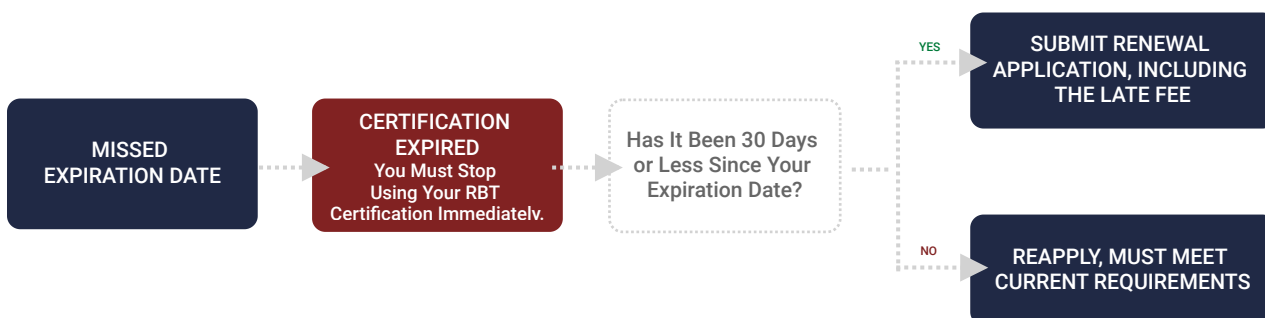 MISSED
EXPIRATION DATE
CERTIFICATION
EXPIRED
You Must Stop
Using Your RBT
Certification Immediately.
Has It Been 30 Days
or Less Since Your
Expiration Date?
YES
SUBMIT RENEWAL
APPLICATION, INCLUDING
THE LATE FEE
NO
REAPPLY, MUST MEET
CURRENT REQUIREMENTS